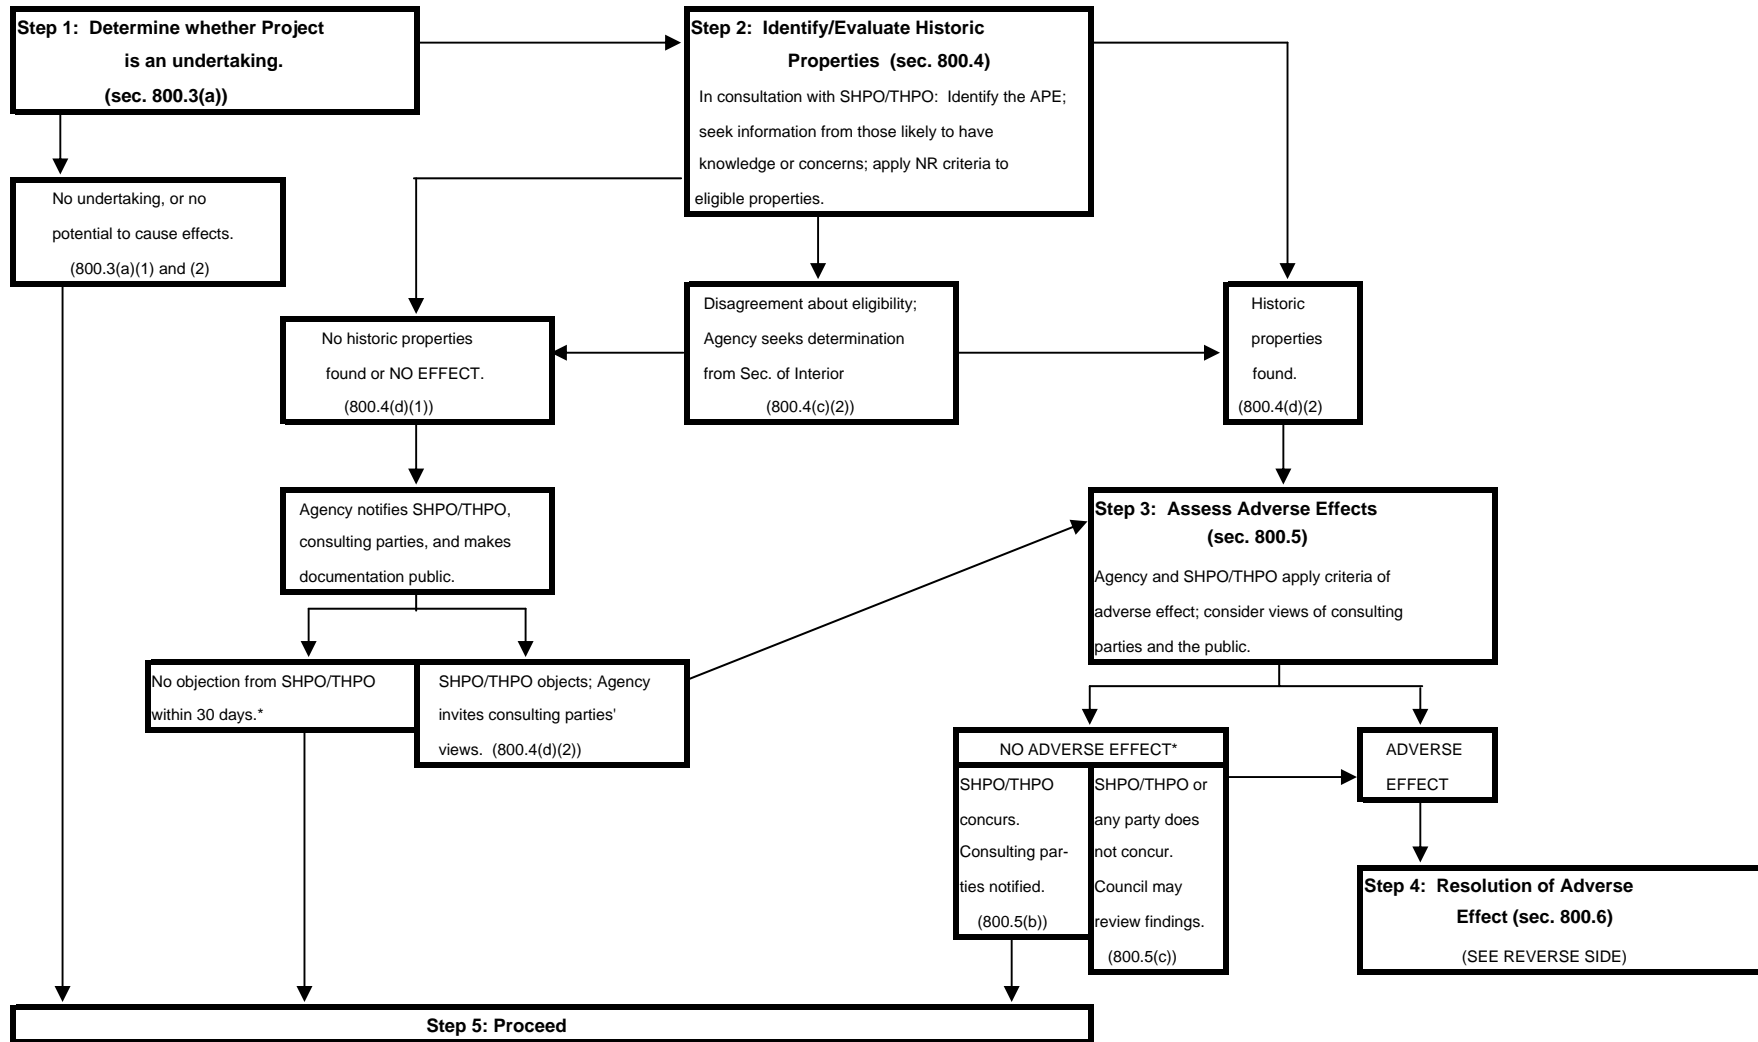 Step 1:  Determine whether Project
is an undertaking.
(sec. 800.3(a))
Step 2:  Identify/Evaluate Historic
Properties  (sec. 800.4)
In consultation with SHPO/THPO:  Identify the APE;
seek information from those likely to have
knowledge or concerns; apply NR criteria to
eligible properties.
No undertaking, or no
potential to cause effects.
(800.3(a)(1) and (2)
No historic properties
found or NO EFFECT.
(800.4(d)(1))
Disagreement about eligibility;
Agency seeks determination
from Sec. of Interior
(800.4(c)(2))
Historic
properties
found.
(800.4(d)(2)
Agency notifies SHPO/THPO,
consulting parties, and makes
documentation public.
Step 3:  Assess Adverse Effects
(sec. 800.5)
Agency and SHPO/THPO apply criteria of
adverse effect; consider views of consulting
parties and the public.
No objection from SHPO/THPO
within 30 days.*
SHPO/THPO objects; Agency
invites consulting parties'
views.  (800.4(d)(2))
NO ADVERSE EFFECT*
SHPO/THPO
concurs.
Consulting par-
ties notified.
(800.5(b))
SHPO/THPO or
any party does
not concur.
Council may
review findings.
(800.5(c))
ADVERSE
EFFECT
Step 4:  Resolution of Adverse
Effect (sec. 800.6)
(SEE REVERSE SIDE)
Step 5: Proceed